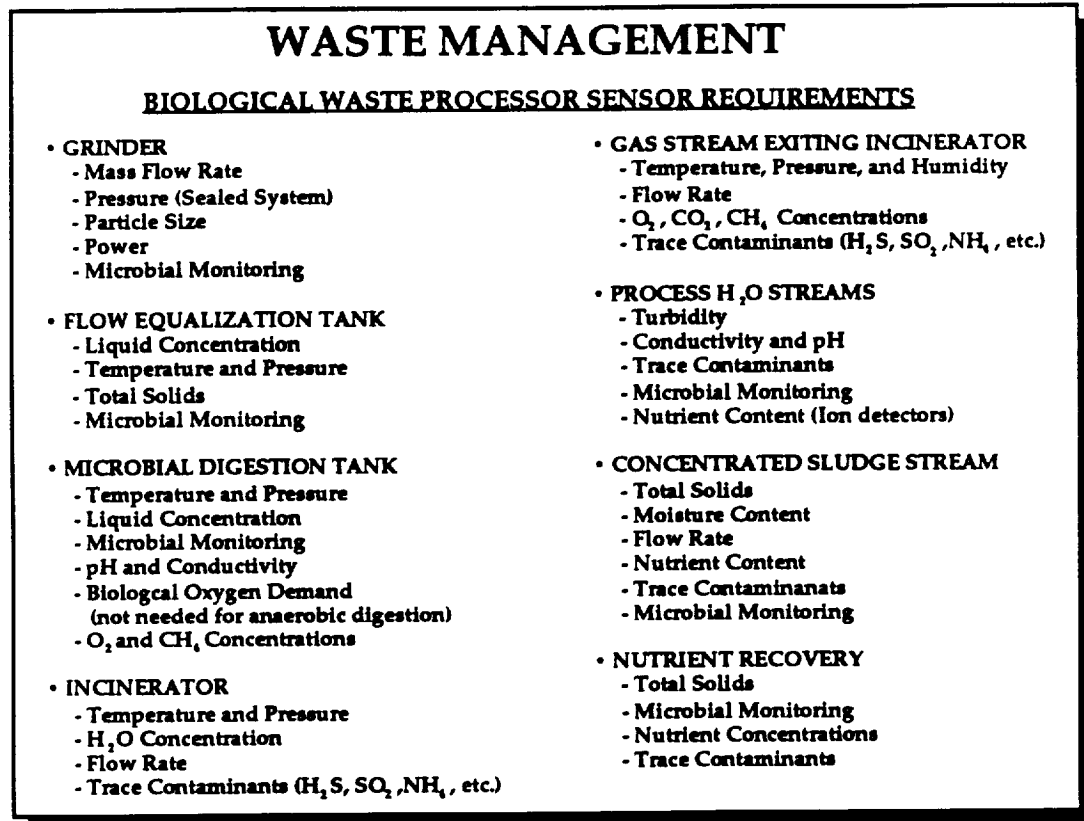 WASTE MANAGEMENT
BIOLOGICAL WASTE PROCESSOR SENSOR REQUIREMENTS
• GRINDER
- Mass Flow Rate
- Pressure (Sealed System)
- Particle Size
- Power
- Microbial Monitoring
• FLOW EQUALIZATION TANK
- Liquid Concentration
- Temperature and Pressure
- Total Solids
- Microbial Monitoring
• MICROBIAL DIGESTION TANK
- Temperature and Pressure
- Liquid Concentration
- Microbial Monitoring
- pH and Conductivity
- Biologcal Oxygen Demand
(not needed for anaerobic digestion)
- O₂ and CH₄ Concentrations
• INCINERATOR
- Temperature and Pressure
- H₂O Concentration
- Flow Rate
- Trace Contaminants (H₂S, SO₂ ,NH₄ , etc.)
• GAS STREAM EXITING INCINERATOR
- Temperature, Pressure, and Humidity
- Flow Rate
- O₂ , CO₂ , CH₄ Concentrations
- Trace Contaminants (H₂S, SO₂ ,NH₄ , etc.)
• PROCESS H₂O STREAMS
- Turbidity
- Conductivity and pH
- Trace Contaminants
- Microbial Monitoring
- Nutrient Content (Ion detectors)
• CONCENTRATED SLUDGE STREAM
- Total Solids
- Moisture Content
- Flow Rate
- Nutrient Content
- Trace Contaminanats
- Microbial Monitoring
• NUTRIENT RECOVERY
- Total Solids
- Microbial Monitoring
- Nutrient Concentrations
- Trace Contaminants